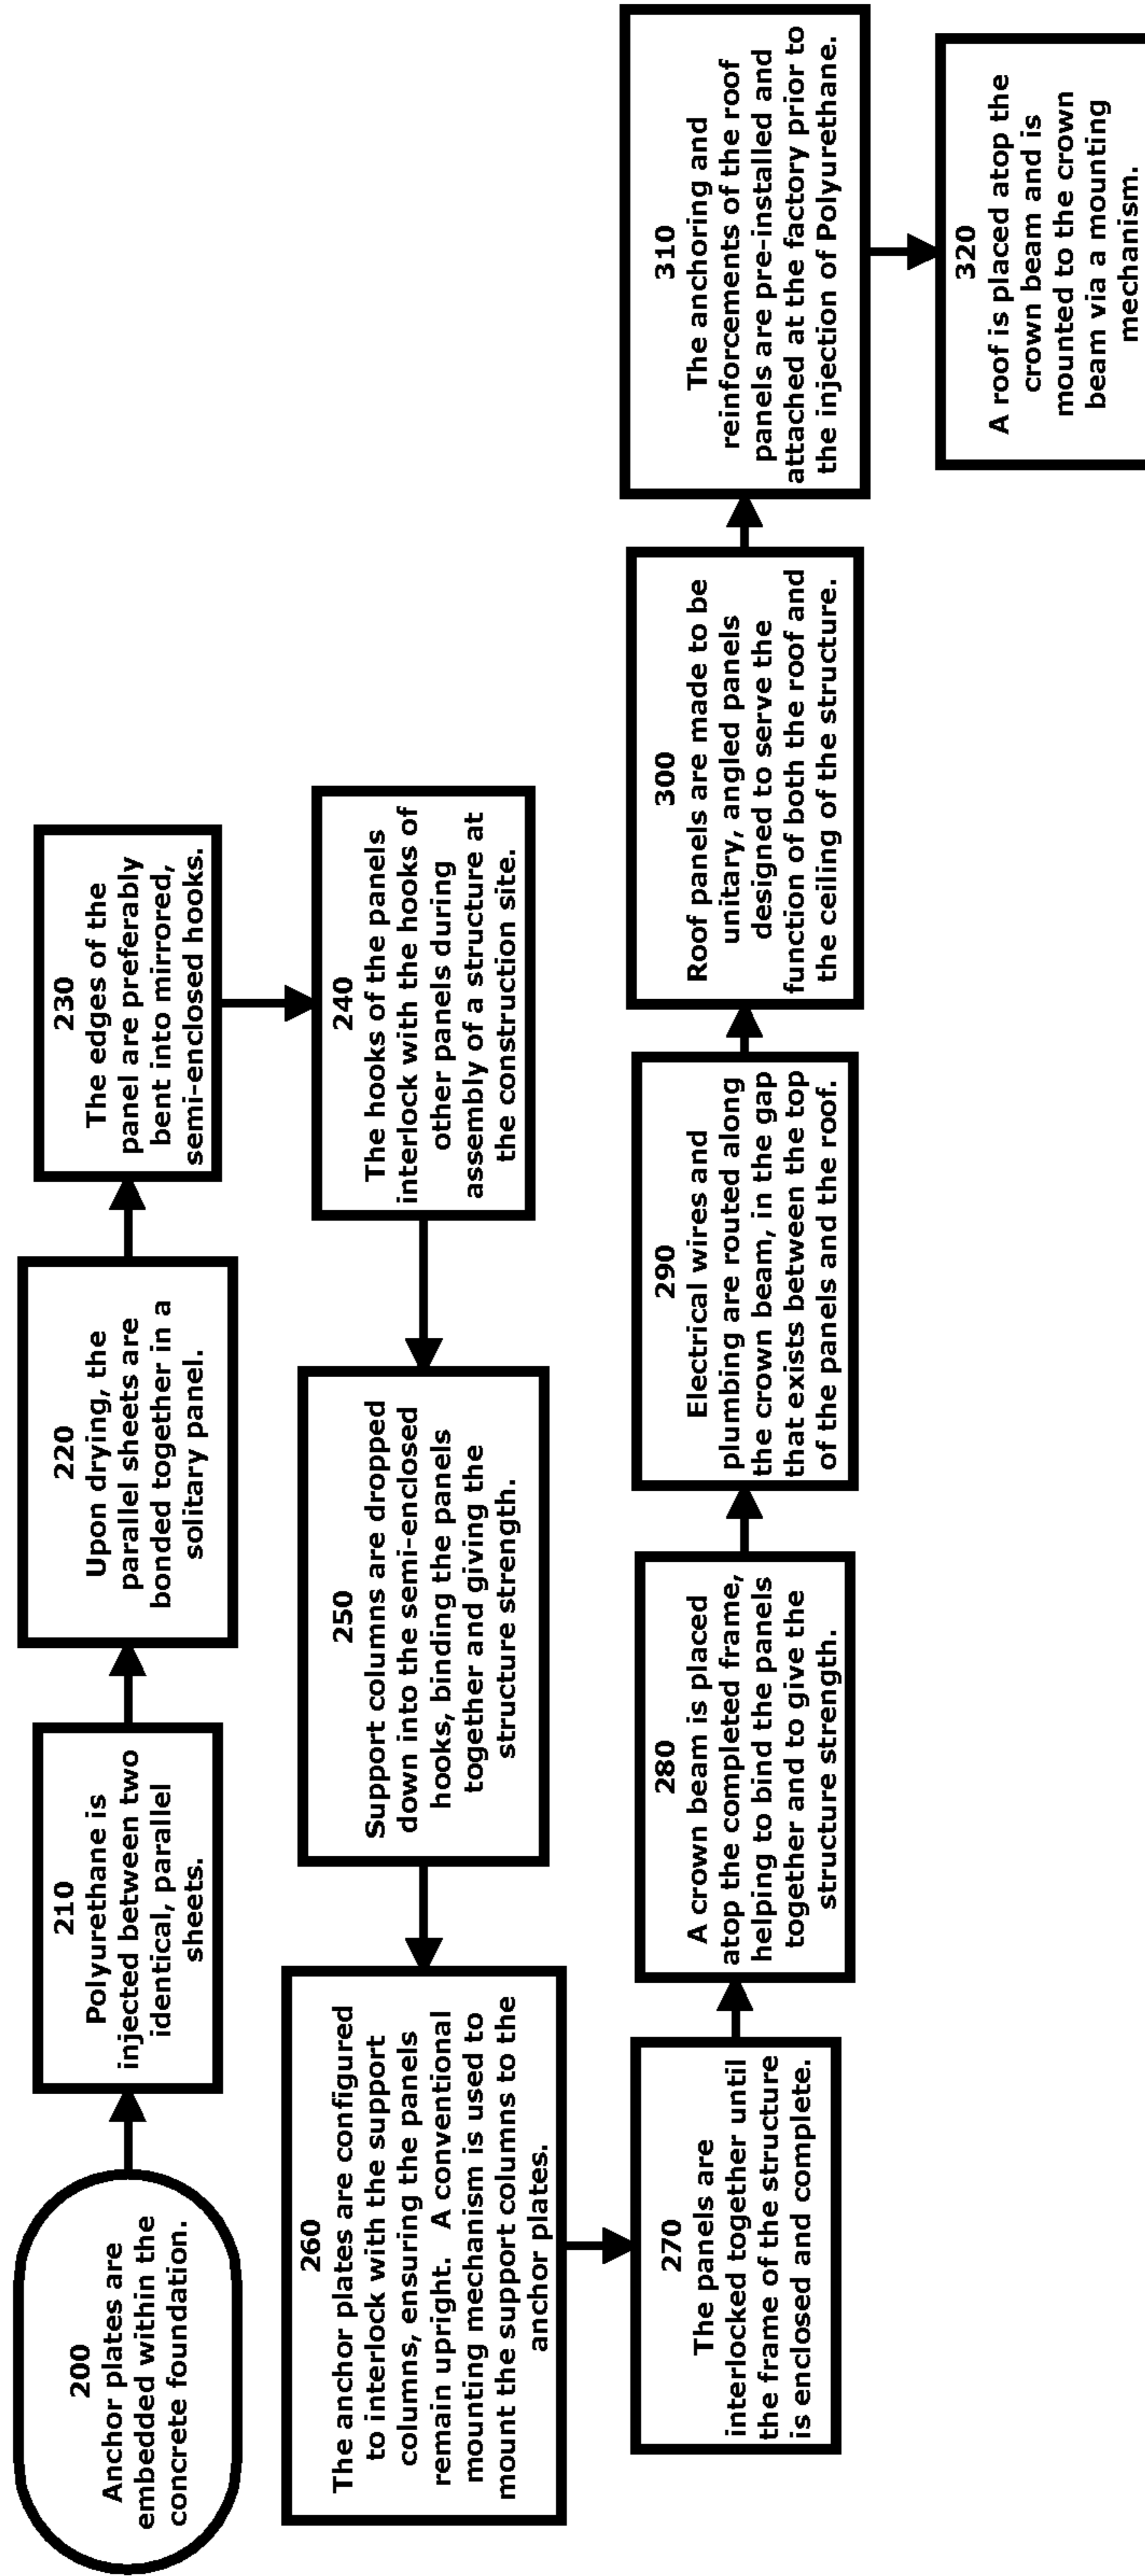 200
Anchor plates are
embedded within the
concrete foundation.
210
Polyurethane is
injected between two
identical, parallel
sheets.
220
Upon drying, the
parallel sheets are
bonded together in a
solitary panel.
230
The edges of the
panel are preferably
bent into mirrored,
semi-enclosed hooks.
240
The hooks of the panels
interlock with the hooks of
other panels during
assembly of a structure at
the construction site.
250
Support columns are dropped
down into the semi-enclosed
hooks, binding the panels
together and giving the
structure strength.
260
The anchor plates are configured
to interlock with the support
columns, ensuring the panels
remain upright. A conventional
mounting mechanism is used to
mount the support columns to the
anchor plates.
270
The panels are
interlocked together until
the frame of the structure
is enclosed and complete.
280
A crown beam is placed
atop the completed frame,
helping to bind the panels
together and to give the
structure strength.
290
Electrical wires and
plumbing are routed along
the crown beam, in the gap
that exists between the top
of the panels and the roof.
300
Roof panels are made to be
unitary, angled panels
designed to serve the
function of both the roof and
the ceiling of the structure.
310
The anchoring and
reinforcements of the roof
panels are pre-installed and
attached at the factory prior to
the injection of Polyurethane.
320
A roof is placed atop the
crown beam and is
mounted to the crown
beam via a mounting
mechanism.